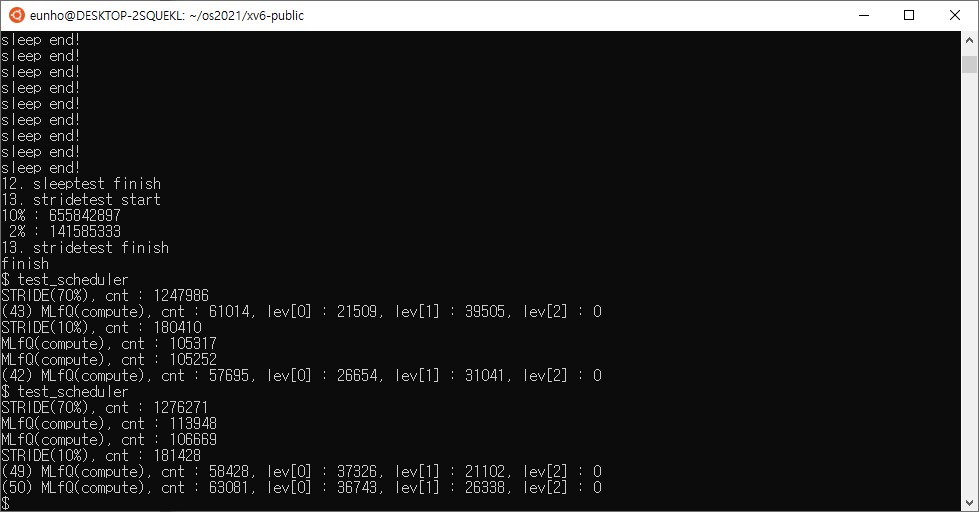 eunho@DESKTOP-2SQUEKL: ~/os2021/xv6-public
sleep end!
sleep end!
sleep end!
sleep end!
sleep end!
sleep end!
sleep end!
sleep end!
sleep end!
12. sleeptest finish
13. stridetest start
10% : 655842897
 2% : 141585333
13. stridetest finish
finish
$ test_scheduler
STRIDE(70%), cnt : 1247986
(43) MLfQ(compute), cnt : 61014, lev[0] : 21509, lev[1] : 39505, lev[2] : 0
STRIDE(10%), cnt : 180410
MLfQ(compute), cnt : 105317
MLfQ(compute), cnt : 105252
(42) MLfQ(compute), cnt : 57695, lev[0] : 26654, lev[1] : 31041, lev[2] : 0
$ test_scheduler
STRIDE(70%), cnt : 1276271
MLfQ(compute), cnt : 113948
MLfQ(compute), cnt : 106669
STRIDE(10%), cnt : 181428
(49) MLfQ(compute), cnt : 58428, lev[0] : 37326, lev[1] : 21102, lev[2] : 0
(50) MLfQ(compute), cnt : 63081, lev[0] : 36743, lev[1] : 26338, lev[2] : 0
$